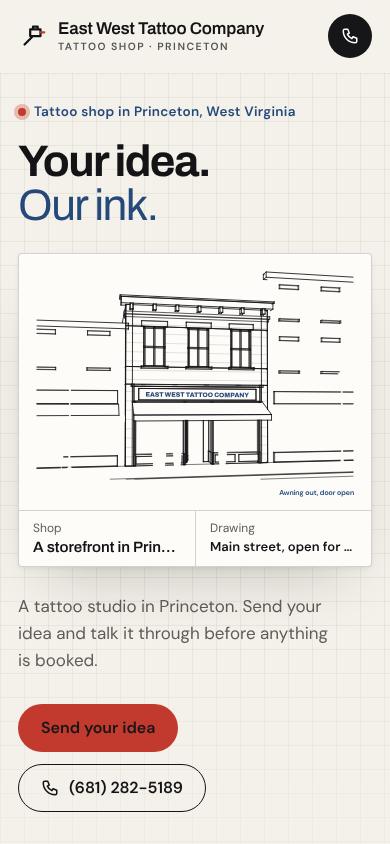 East West Tattoo Company
TATTOO SHOP · PRINCETON
Tattoo shop in Princeton, West Virginia
Your idea.
Our ink.
EAST WEST TATTOO COMPANY
Awning out, door open
Shop
A storefront in Prin...
Drawing
Main street, open for ...
A tattoo studio in Princeton. Send your
idea and talk it through before anything
is booked.
Send your idea
(681) 282-5189